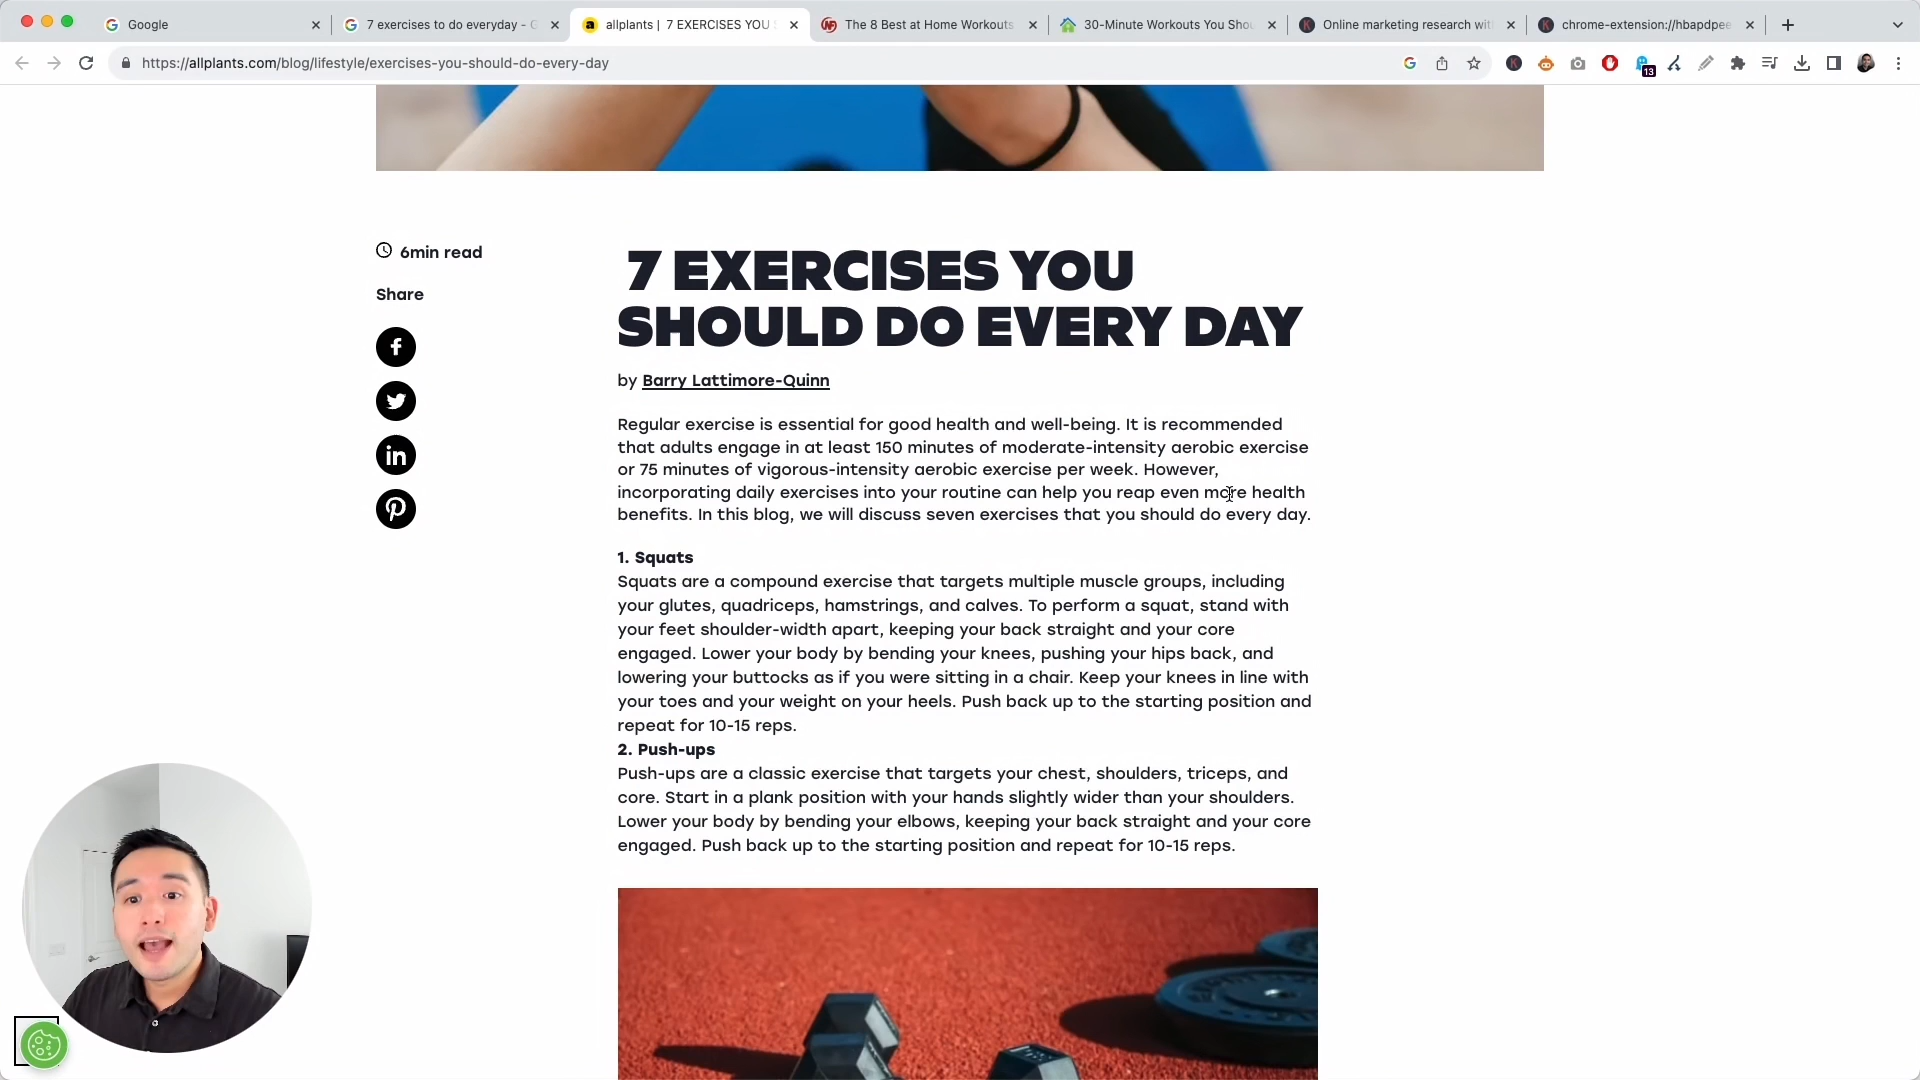 Google
7 exercises to do everyday - G
allplants | 7 EXERCISES YOU
The 8 Best at Home Workouts
30-Minute Workouts You Shou
Online marketing research wit
chrome-extension://hbapdpee
https://allplants.com/blog/lifestyle/exercises-you-should-do-every-day
13
6min read
Share
7 EXERCISES YOU
SHOULD DO EVERY DAY
by Barry Lattimore-Quinn
Regular exercise is essential for good health and well-being. It is recommended
that adults engage in at least 150 minutes of moderate-intensity aerobic exercise
or 75 minutes of vigorous-intensity aerobic exercise per week. However,
incorporating daily exercises into your routine can help you reap even more health
benefits. In this blog, we will discuss seven exercises that you should do every day.
1. Squats
Squats are a compound exercise that targets multiple muscle groups, including
your glutes, quadriceps, hamstrings, and calves. To perform a squat, stand with
your feet shoulder-width apart, keeping your back straight and your core
engaged. Lower your body by bending your knees, pushing your hips back, and
lowering your buttocks as if you were sitting in a chair. Keep your knees in line with
your toes and your weight on your heels. Push back up to the starting position and
repeat for 10-15 reps.
2. Push-ups
Push-ups are a classic exercise that targets your chest, shoulders, triceps, and
core. Start in a plank position with your hands slightly wider than your shoulders.
Lower your body by bending your elbows, keeping your back straight and your core
engaged. Push back up to the starting position and repeat for 10-15 reps.